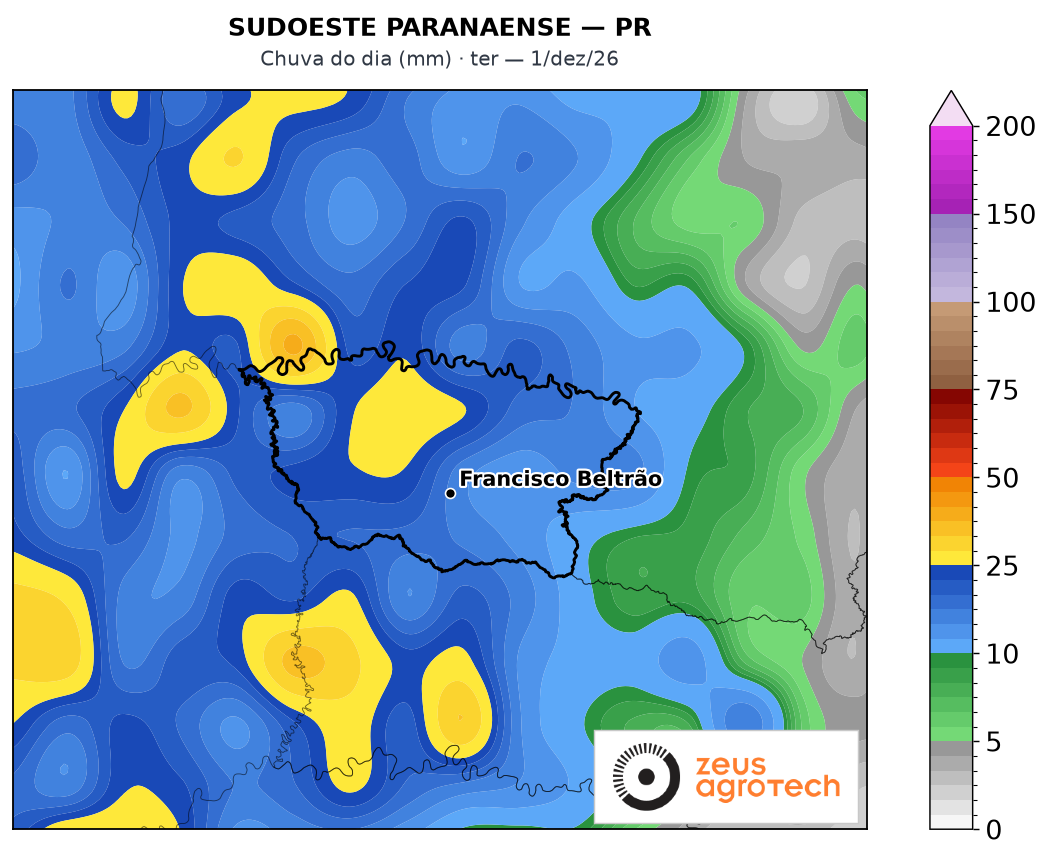 SUDOESTE PARANAENSE — PR
Chuva do dia (mm) · ter — 1/dez/26
200
150
100
75
50
25
10
5
0
Francisco Beltrão
zeus
agrotech